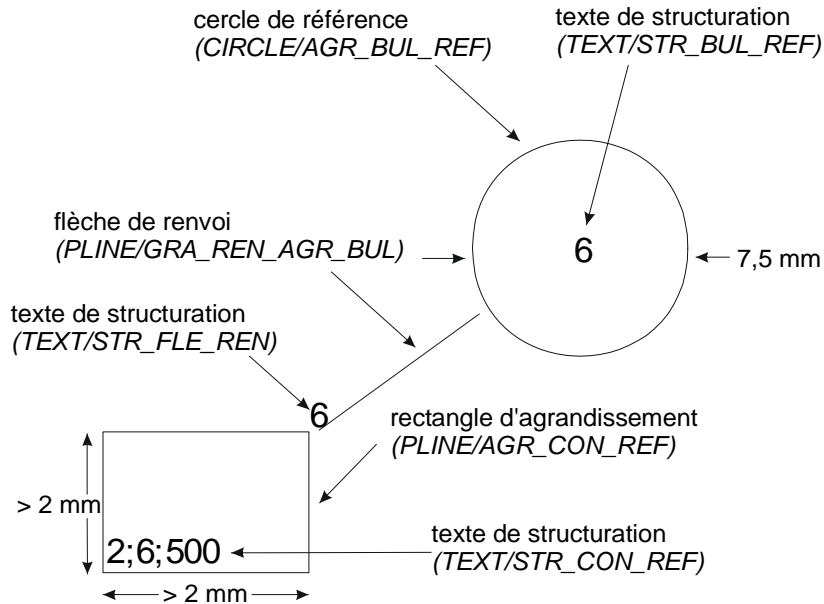 cercle de référence
(CIRCLE/AGR_BUL_REF)
texte de structuration
(TEXT/STR_BUL_REF)
flèche de renvoi
(PLINE/GRA_REN_AGR_BUL)
6
7,5 mm
texte de structuration
(TEXT/STR_FLE_REN)
6
rectangle d'agrandissement
(PLINE/AGR_CON_REF)
> 2 mm
2;6;500
texte de structuration
(TEXT/STR_CON_REF)
> 2 mm